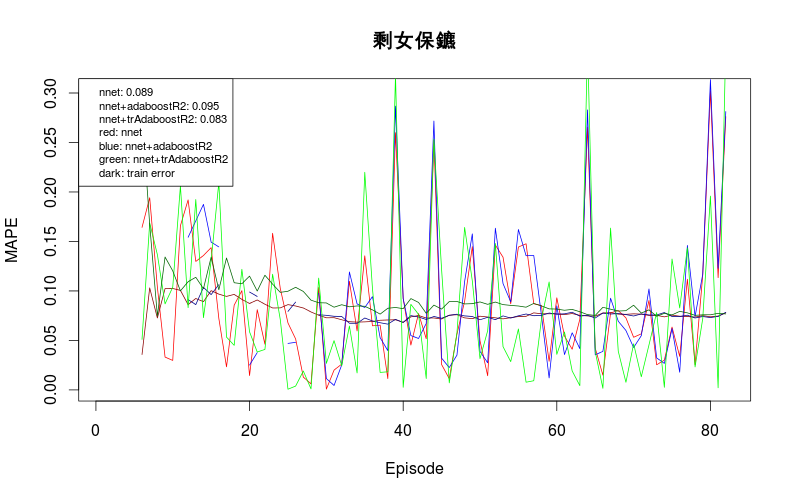 剩女保鑣
nnet: 0.089
nnet+adaboostR2: 0.095
nnet+trAdaboostR2: 0.083
red: nnet
blue: nnet+adaboostR2
green: nnet+trAdaboostR2
dark: train error
0.30
0.25
0.20
0.15
0.10
0.05
0.00
MAPE
0 20 40 60 80
Episode